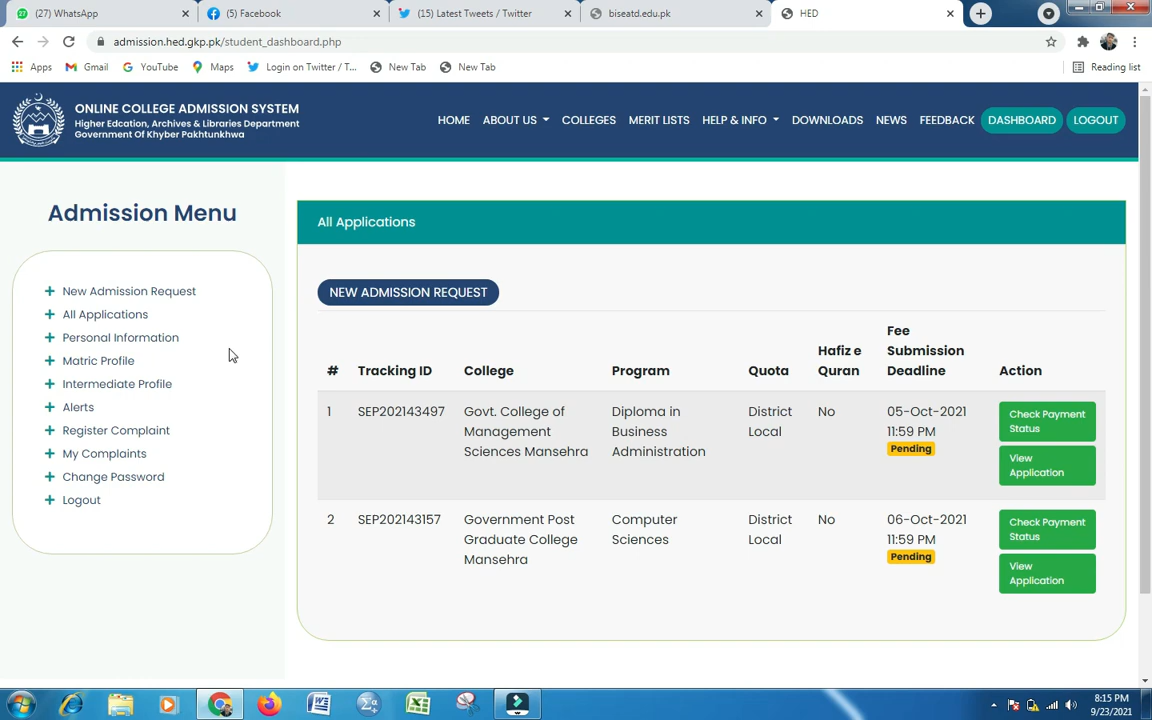 (27) WhatsApp
(5) Facebook
(15) Latest Tweets / Twitter
biseatd.edu.pk
HED
admission.hed.gkp.pk/student_dashboard.php
Apps Gmail YouTube Maps Login on Twitter / T... New Tab New Tab Reading list
ONLINE COLLEGE ADMISSION SYSTEM
Higher Edcation, Archives & Libraries Department
Government Of Khyber Pakhtunkhwa
HOME ABOUT US COLLEGES MERIT LISTS HELP & INFO DOWNLOADS NEWS FEEDBACK DASHBOARD LOGOUT
Admission Menu
New Admission Request
All Applications
Personal Information
Matric Profile
Intermediate Profile
Alerts
Register Complaint
My Complaints
Change Password
Logout
All Applications
NEW ADMISSION REQUEST
# Tracking ID College Program Quota Hafiz e Quran Fee Submission Deadline Action
1 SEP202143497 Govt. College of Management Sciences Mansehra Diploma in Business Administration District Local No 05-Oct-2021 11:59 PM Pending
Check Payment Status
View Application
2 SEP202143157 Government Post Graduate College Mansehra Computer Sciences District Local No 06-Oct-2021 11:59 PM Pending
Check Payment Status
View Application
8:15 PM
9/23/2021